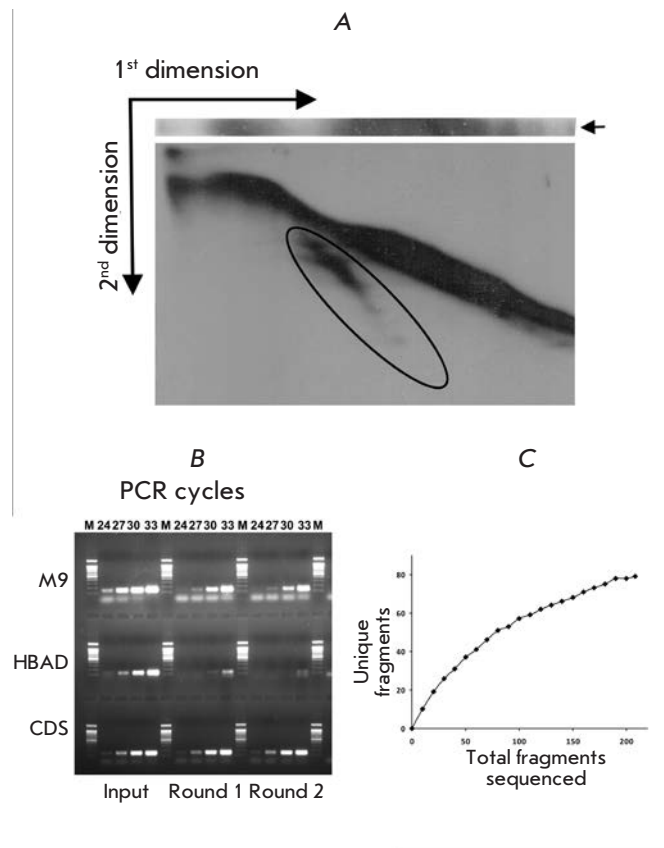 A
1st dimension
2nd dimension
B
C
PCR cycles
M 24 27 30 33 M 24 27 30 33 M 24 27 30 33 M
M9
HBAD
CDS
Input Round 1 Round 2
Unique
fragments
80
60
40
20
0
0 50 100 150 200
Total fragments
sequenced